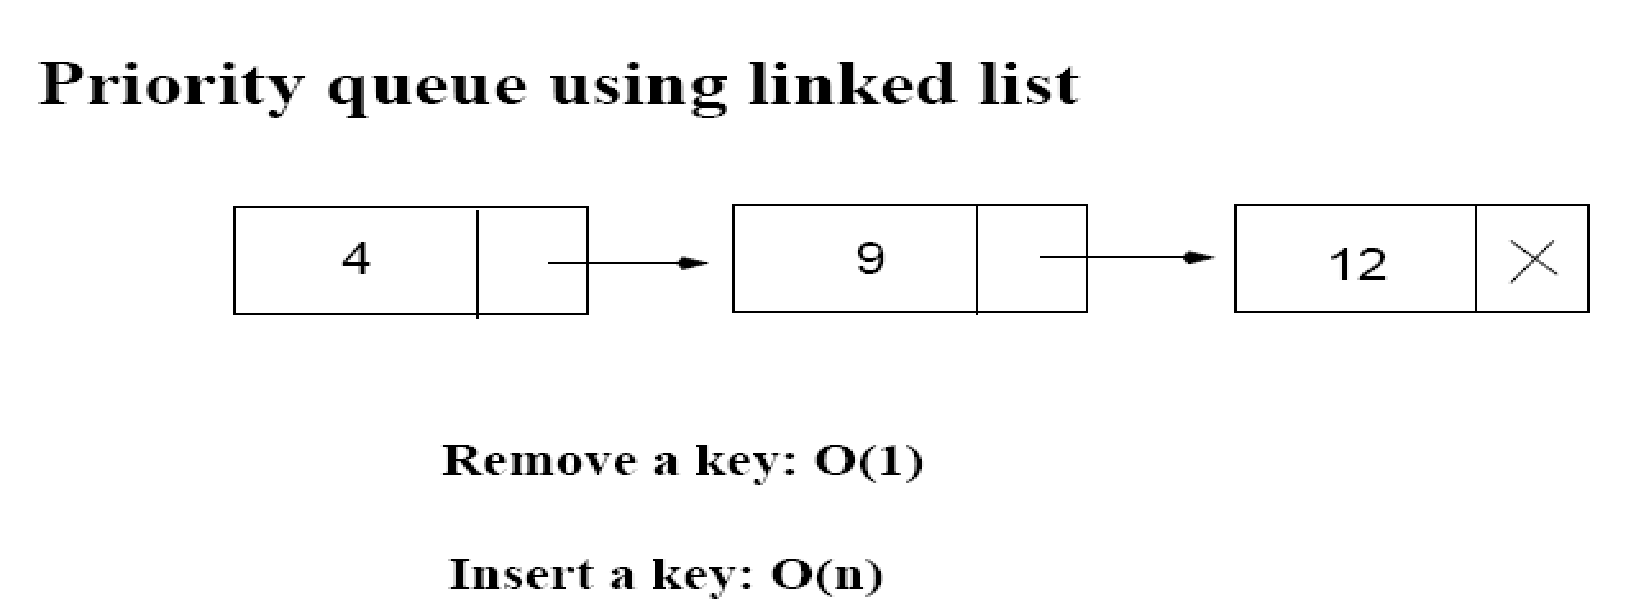 Priority queue using linked list
4 9 12
Remove a key: O(1)
Insert a key: O(n)